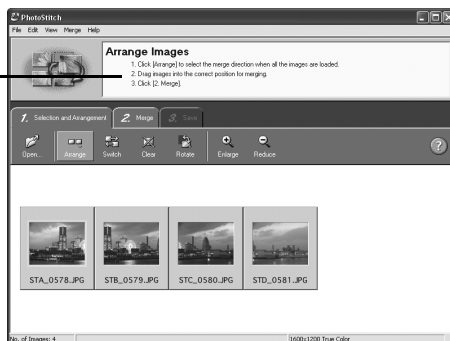 PhotoStitch
File Edit View Merge Help
Arrange Images
1. Click [Arrange] to select the merge direction when all the images are loaded.
2. Drag images into the correct position for merging.
3. Click [2. Merge].
1. Selection and Arrangement 2. Merge 3. Save
Open... Arrange Switch Clear Rotate Enlarge Reduce ?
STA_0578.JPG STB_0579.JPG STC_0580.JPG STD_0581.JPG
No. of Images: 4 1600x1200 True Color